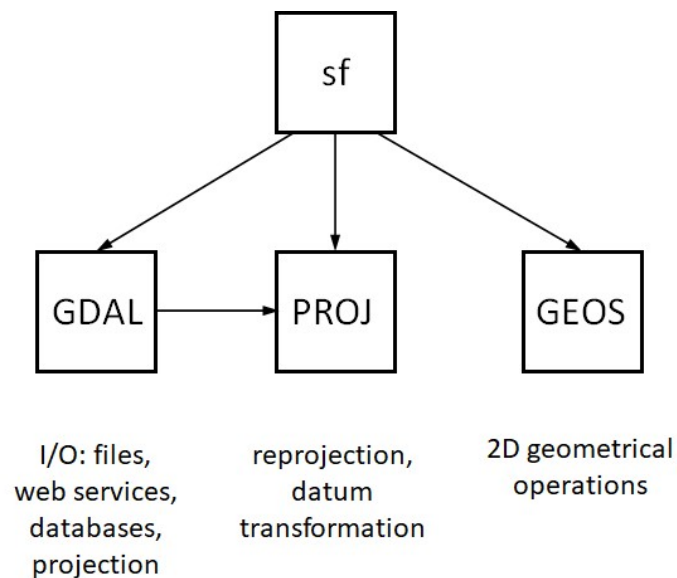 sf
GDAL
PROJ
GEOS
I/O: files,
web services,
databases,
projection
reprojection,
datum
transformation
2D geometrical
operations